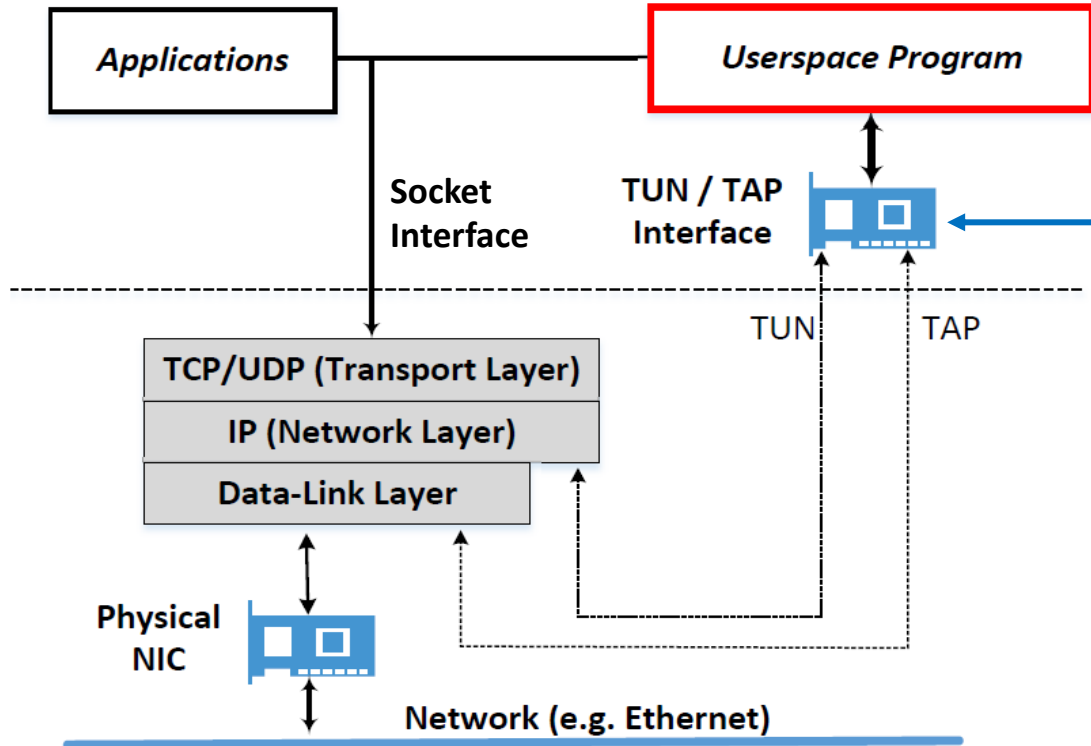 Applications
Userspace Program
Socket
Interface
TUN / TAP
Interface
TUN
TAP
TCP/UDP (Transport Layer)
IP (Network Layer)
Data-Link Layer
Physical
NIC
Network (e.g. Ethernet)